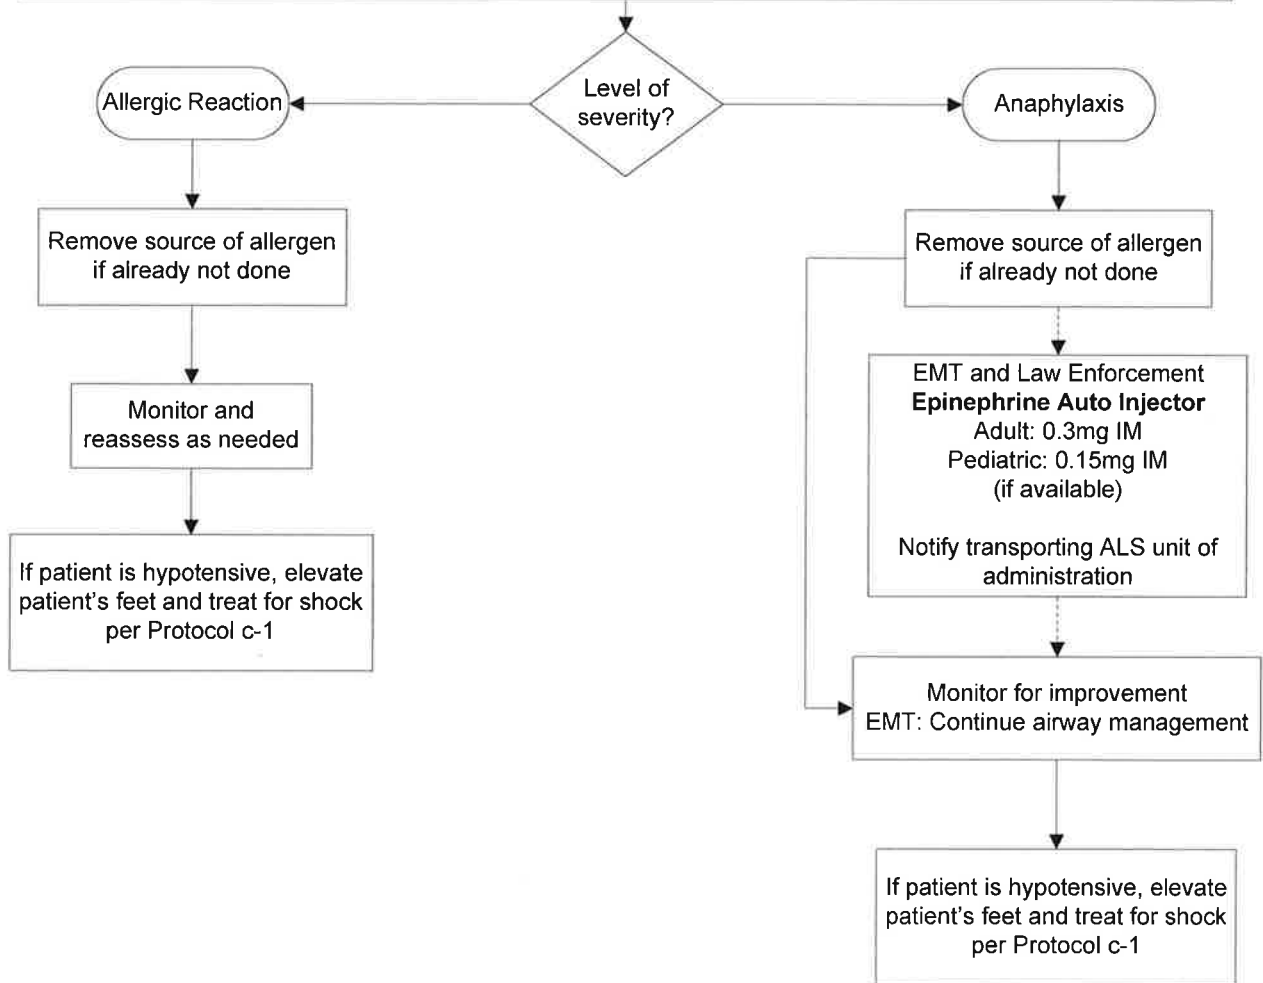 Level of
severity?
Allergic Reaction
Anaphylaxis
Remove source of allergen
if already not done
Monitor and
reassess as needed
If patient is hypotensive, elevate
patient's feet and treat for shock
per Protocol c-1
Remove source of allergen
if already not done
EMT and Law Enforcement
Epinephrine Auto Injector
Adult: 0.3mg IM
Pediatric: 0.15mg IM
(if available)
Notify transporting ALS unit of
administration
Monitor for improvement
EMT: Continue airway management
If patient is hypotensive, elevate
patient's feet and treat for shock
per Protocol c-1